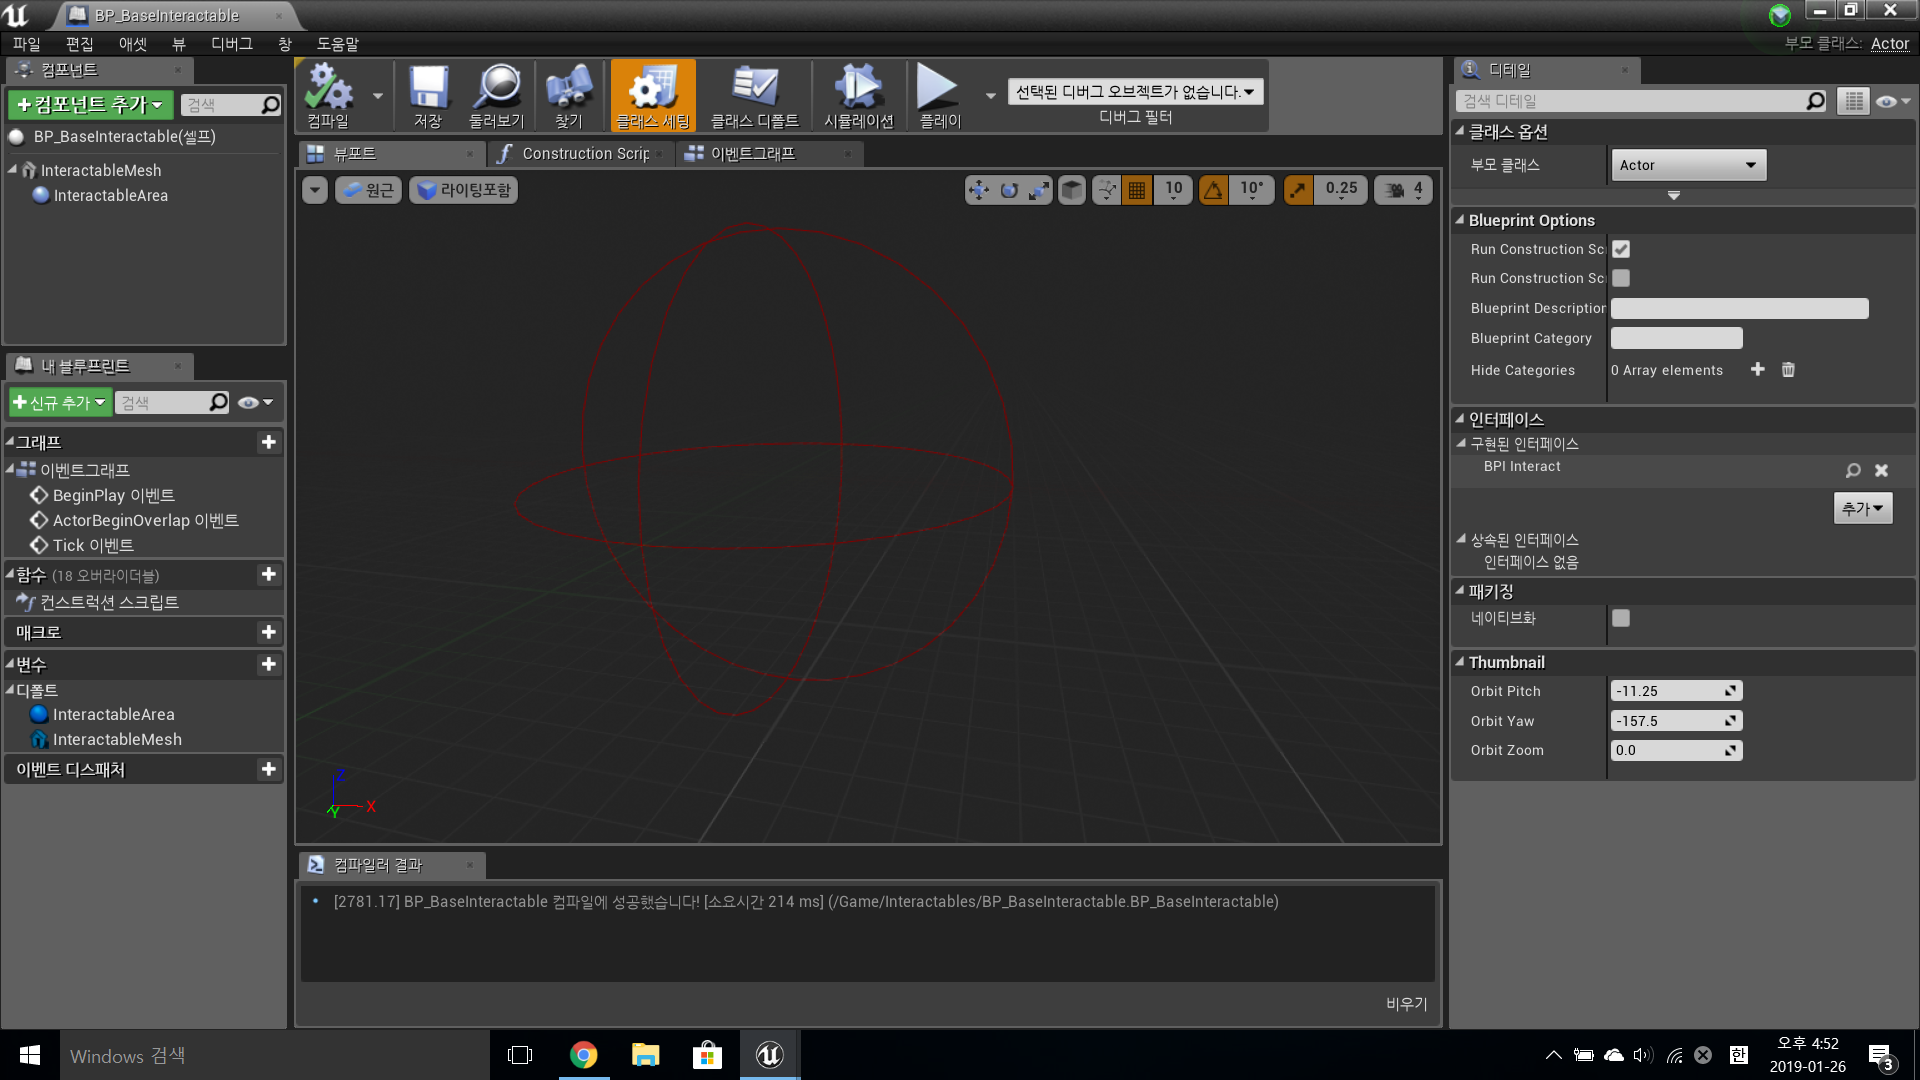 BP_BaseInteractable
파일 편집 애셋 뷰 디버그 창 도움말
부모 클래스: Actor
컴포넌트
+컴포넌트 추가
검색
BP_BaseInteractable(셀프)
InteractableMesh
InteractableArea
내 블루프린트
신규 추가
검색
그래프
이벤트그래프
BeginPlay 이벤트
ActorBeginOverlap 이벤트
Tick 이벤트
함수 (18 오버라이더블)
컨스트럭션 스크립트
매크로
변수
디폴트
InteractableArea
InteractableMesh
이벤트 디스패처
컴파일
저장
둘러보기
찾기
클래스 세팅
클래스 디폴트
시뮬레이션
플레이
선택된 디버그 오브젝트가 없습니다.
디버그 필터
뷰포트
Construction Scrip
이벤트그래프
원근
라이팅포함
10
10°
0.25
4
Z
X
Y
컴파일러 결과
[2781.17] BP_BaseInteractable 컴파일에 성공했습니다! [소요시간 214 ms] (/Game/Interactables/BP_BaseInteractable.BP_BaseInteractable)
비우기
디테일
검색 디테일
클래스 옵션
부모 클래스
Actor
Blueprint Options
Run Construction Sc
Run Construction Sc
Blueprint Description
Blueprint Category
Hide Categories
0 Array elements
인터페이스
구현된 인터페이스
BPI Interact
추가
상속된 인터페이스
인터페이스 없음
패키징
네이티브화
Thumbnail
Orbit Pitch
-11.25
Orbit Yaw
-157.5
Orbit Zoom
0.0
Windows 검색
한
오후 4:52
2019-01-26
3